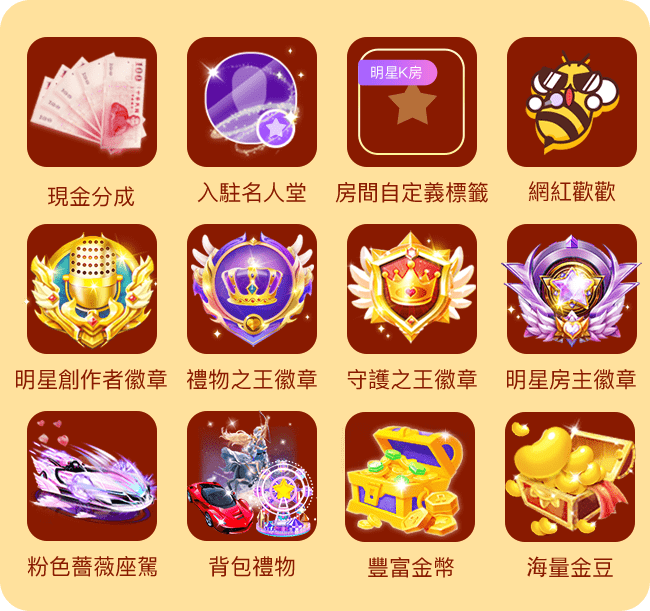 100
明星K房
現金分成
入駐名人堂
房間自定義標籤
網紅歡歡
明星創作者徽章
禮物之王徽章
守護之王徽章
明星房主徽章
粉色薔薇座駕
背包禮物
豐富金幣
海量金豆